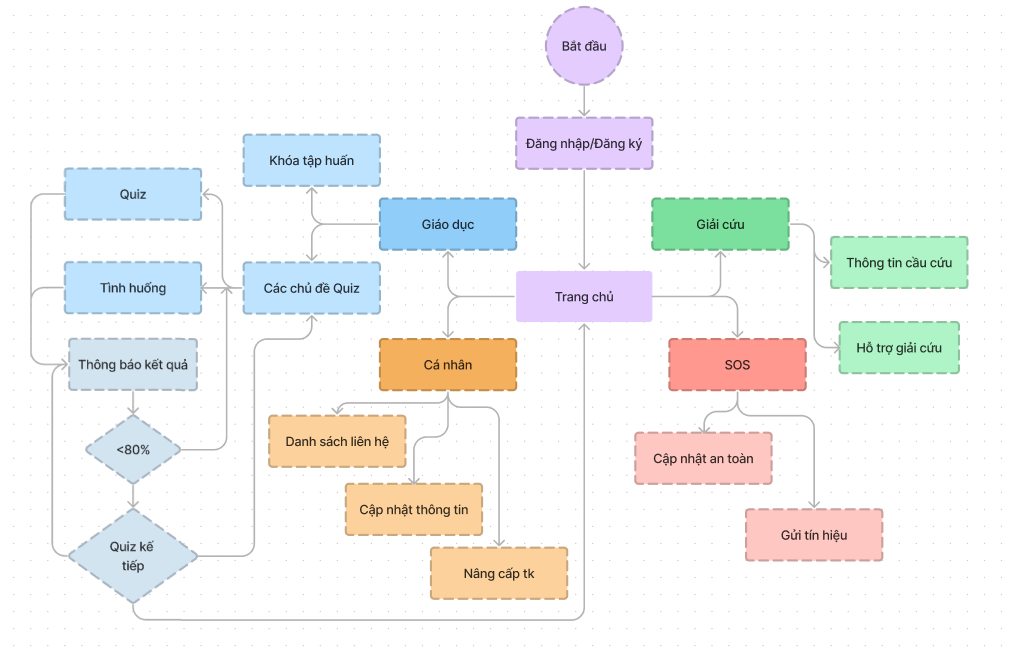 Bắt đầu
Đăng nhập/Đăng ký
Khóa tập huấn
Quiz
Giáo dục
Giải cứu
Thông tin cầu cứu
Tình huống
Các chủ đề Quiz
Trang chủ
Hỗ trợ giải cứu
Thông báo kết quả
Cá nhân
SOS
Danh sách liên hệ
<80%
Cập nhật an toàn
Cập nhật thông tin
Gửi tín hiệu
Quiz kế
tiếp
Nâng cấp tk